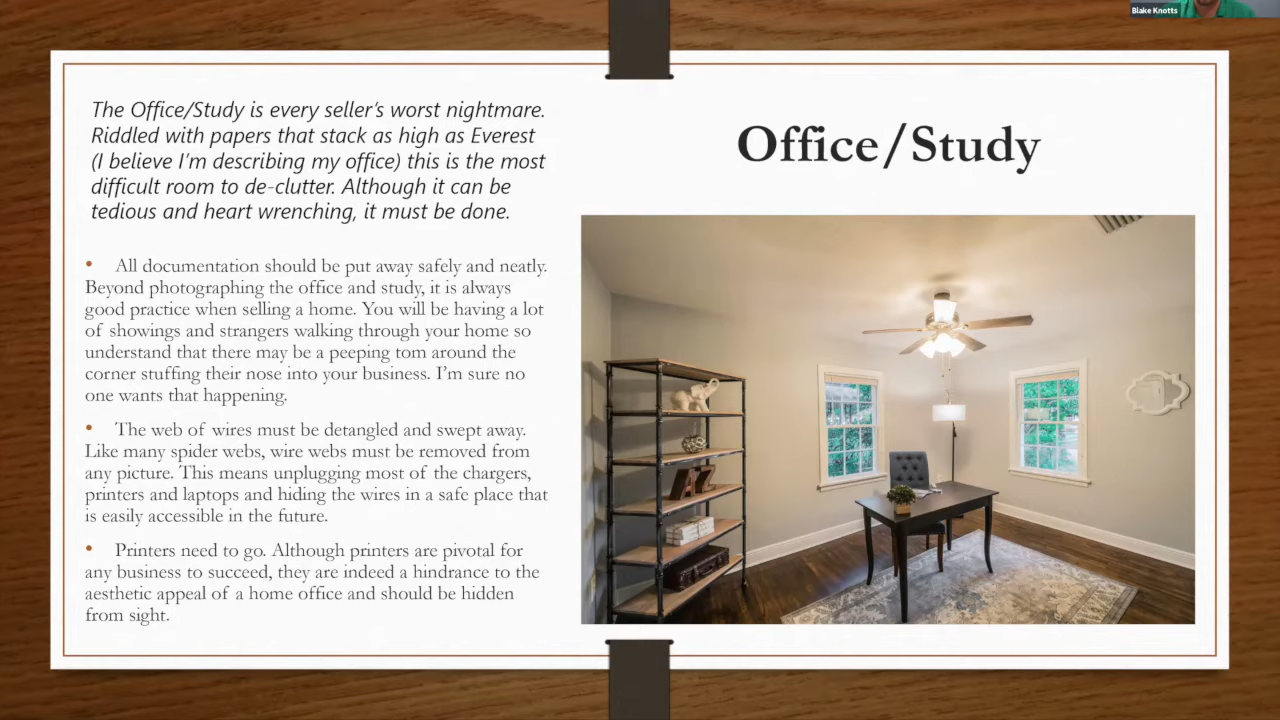 Blake Knotts
The Office/Study is every seller's worst nightmare.
Riddled with papers that stack as high as Everest
(I believe I'm describing my office) this is the most
difficult room to de-clutter. Although it can be
tedious and heart wrenching, it must be done.
Office/Study
• All documentation should be put away safely and neatly.
Beyond photographing the office and study, it is always
good practice when selling a home. You will be having a lot
of showings and strangers walking through your home so
understand that there may be a peeping tom around the
corner stuffing their nose into your business. I'm sure no
one wants that happening.
• The web of wires must be detangled and swept away.
Like many spider webs, wire webs must be removed from
any picture. This means unplugging most of the chargers,
printers and laptops and hiding the wires in a safe place that
is easily accessible in the future.
• Printers need to go. Although printers are pivotal for
any business to succeed, they are indeed a hindrance to the
aesthetic appeal of a home office and should be hidden
from sight.